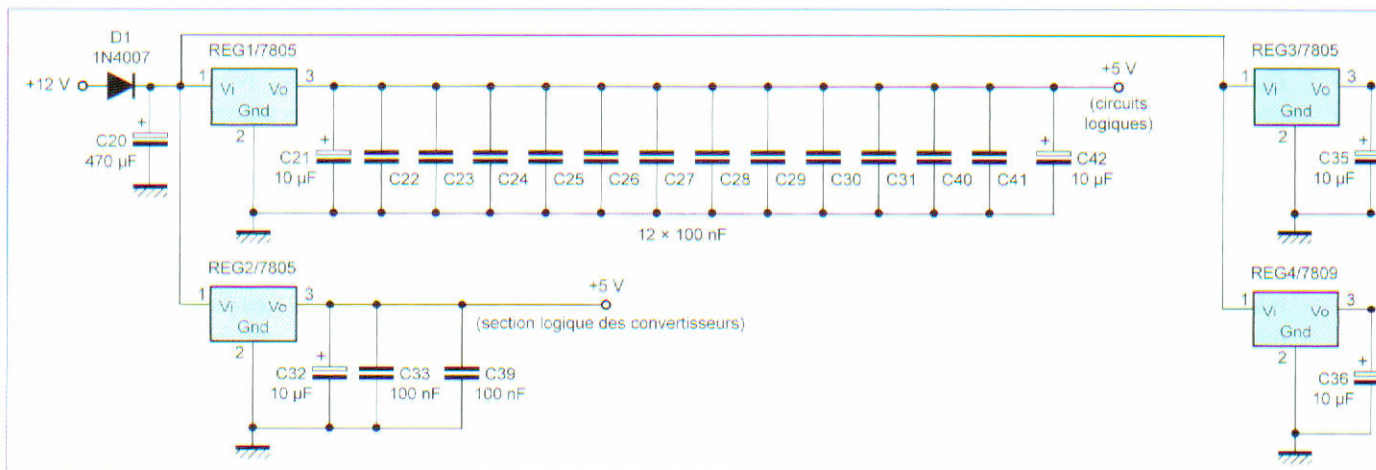 D1
1N4007
+12 V
C20
470 µF
+
REG1/7805
1
Vi
Vo
3
Gnd
2
+
C21
10 µF
C22
C23
C24
C25
C26
C27
C28
C29
C30
C31
C40
C41
+
C42
10 µF
12 × 100 nF
+5 V
(circuits
logiques)
REG2/7805
1
Vi
Vo
3
Gnd
2
+
C32
10 µF
C33
100 nF
C39
100 nF
+5 V
(section logique des convertisseurs)
REG3/7805
1
Vi
Vo
3
Gnd
2
+
C35
10 µF
REG4/7809
1
Vi
Vo
3
Gnd
2
+
C36
10 µF